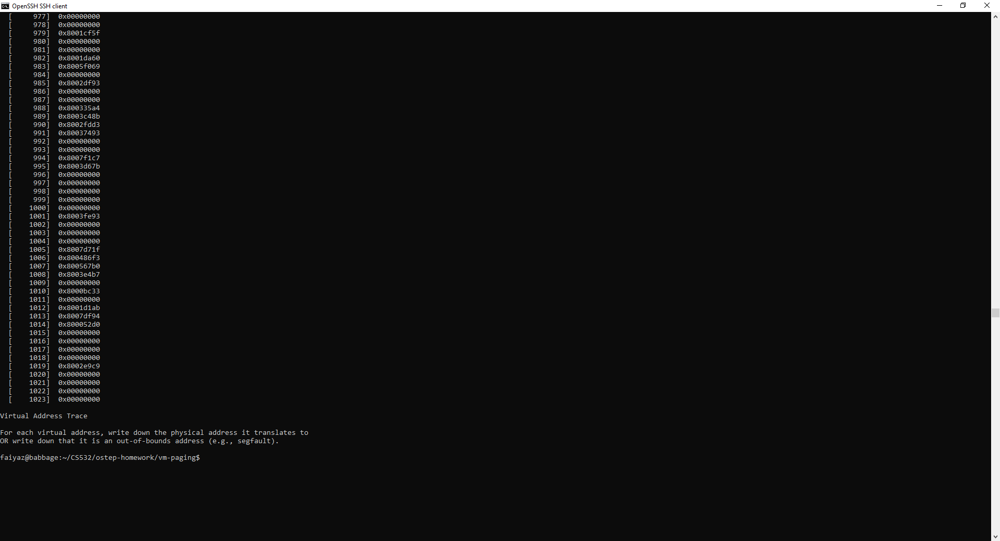 OpenSSH SSH client
[     977]  0x00000000
[     978]  0x00000000
[     979]  0x8001cf5f
[     980]  0x00000000
[     981]  0x00000000
[     982]  0x8001da60
[     983]  0x8005f069
[     984]  0x00000000
[     985]  0x8002df93
[     986]  0x00000000
[     987]  0x00000000
[     988]  0x800335a4
[     989]  0x8003c48b
[     990]  0x8002fdd3
[     991]  0x80037493
[     992]  0x00000000
[     993]  0x00000000
[     994]  0x8007f1c7
[     995]  0x8003d67b
[     996]  0x00000000
[     997]  0x00000000
[     998]  0x00000000
[     999]  0x00000000
[    1000]  0x00000000
[    1001]  0x8003fe93
[    1002]  0x00000000
[    1003]  0x00000000
[    1004]  0x00000000
[    1005]  0x8007d71f
[    1006]  0x800486f3
[    1007]  0x800567b0
[    1008]  0x8003e4b7
[    1009]  0x00000000
[    1010]  0x8000bc33
[    1011]  0x00000000
[    1012]  0x8001d1ab
[    1013]  0x8007df94
[    1014]  0x800052d0
[    1015]  0x00000000
[    1016]  0x00000000
[    1017]  0x00000000
[    1018]  0x00000000
[    1019]  0x8002e9c9
[    1020]  0x00000000
[    1021]  0x00000000
[    1022]  0x00000000
[    1023]  0x00000000
Virtual Address Trace
For each virtual address, write down the physical address it translates to
OR write down that it is an out-of-bounds address (e.g., segfault).
faiyaz@babbage:~/CS532/ostep-homework/vm-paging$